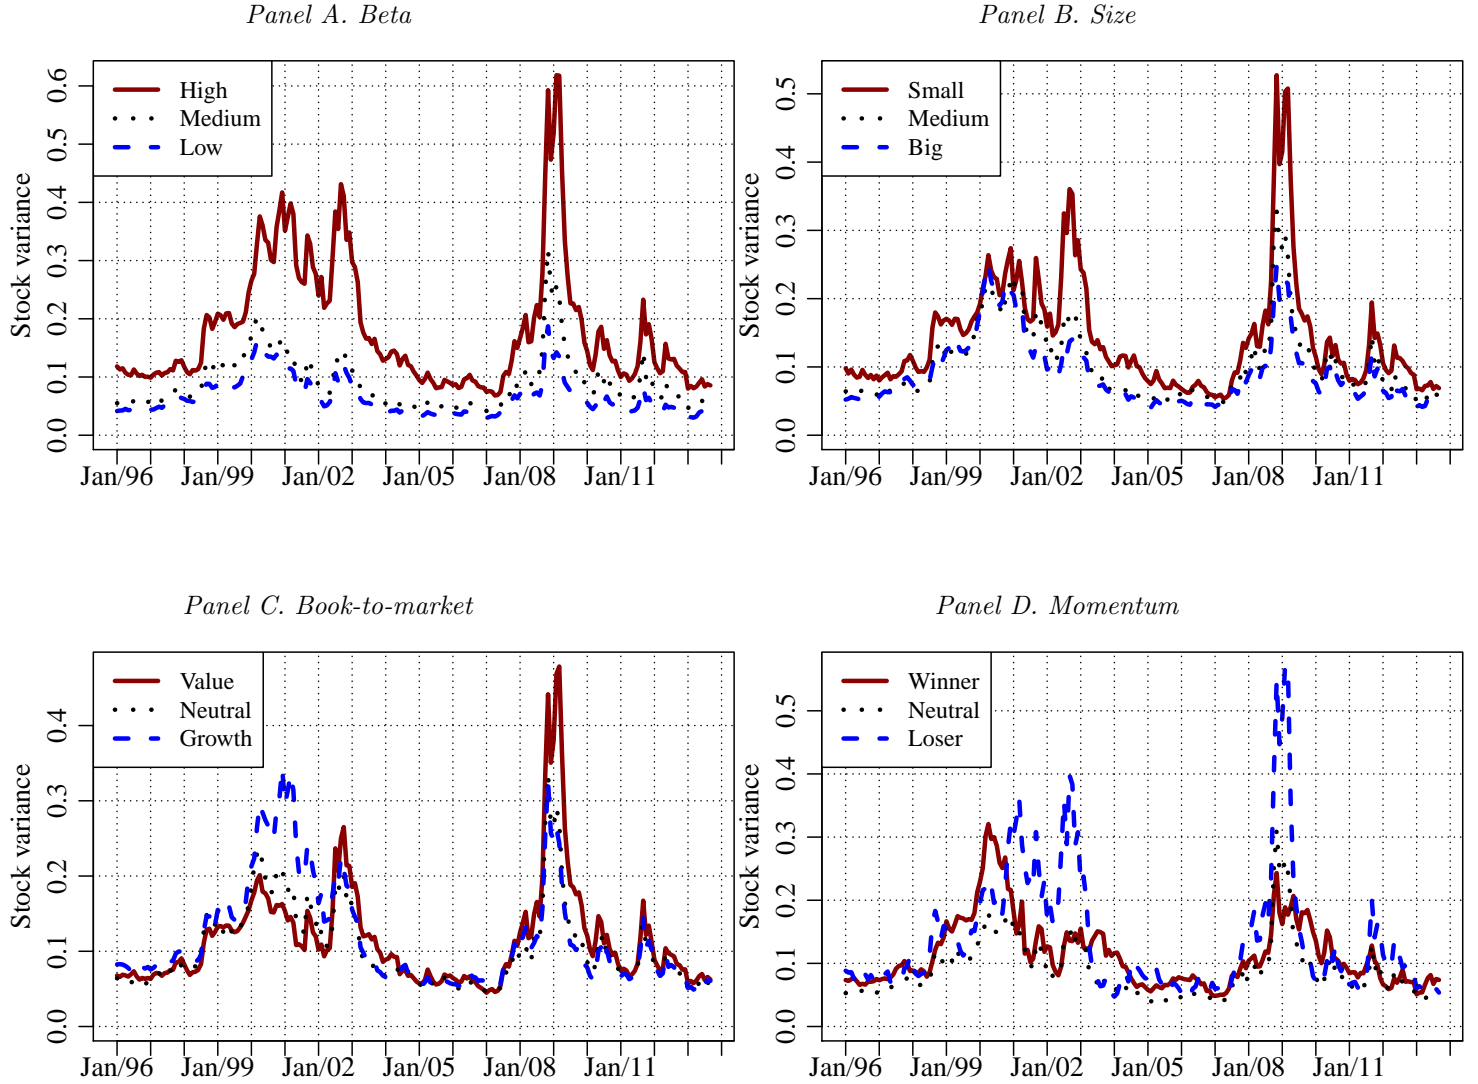 Panel A. Beta
High
Medium
Low
Stock variance
0.0 0.1 0.2 0.3 0.4 0.5 0.6
Jan/96 Jan/99 Jan/02 Jan/05 Jan/08 Jan/11
Panel B. Size
Small
Medium
Big
Stock variance
0.0 0.1 0.2 0.3 0.4 0.5
Jan/96 Jan/99 Jan/02 Jan/05 Jan/08 Jan/11
Panel C. Book-to-market
Value
Neutral
Growth
Stock variance
0.0 0.1 0.2 0.3 0.4
Jan/96 Jan/99 Jan/02 Jan/05 Jan/08 Jan/11
Panel D. Momentum
Winner
Neutral
Loser
Stock variance
0.0 0.1 0.2 0.3 0.4 0.5
Jan/96 Jan/99 Jan/02 Jan/05 Jan/08 Jan/11